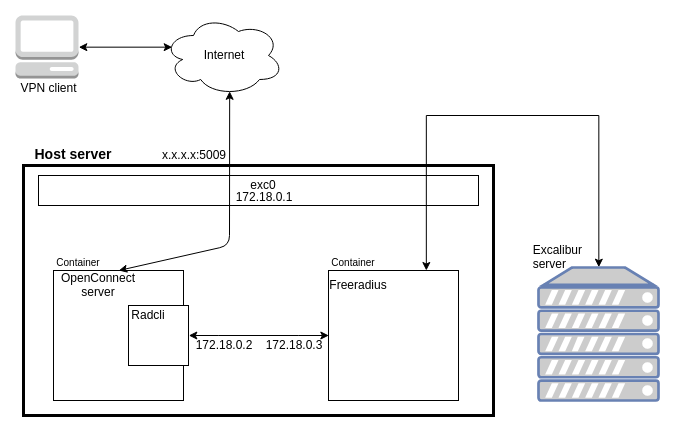 Internet
VPN client
Host server
x.x.x.x:5009
exc0
172.18.0.1
Excalibur
server
Container
OpenConnect
server
Radcli
Container
Freeradius
172.18.0.2
172.18.0.3